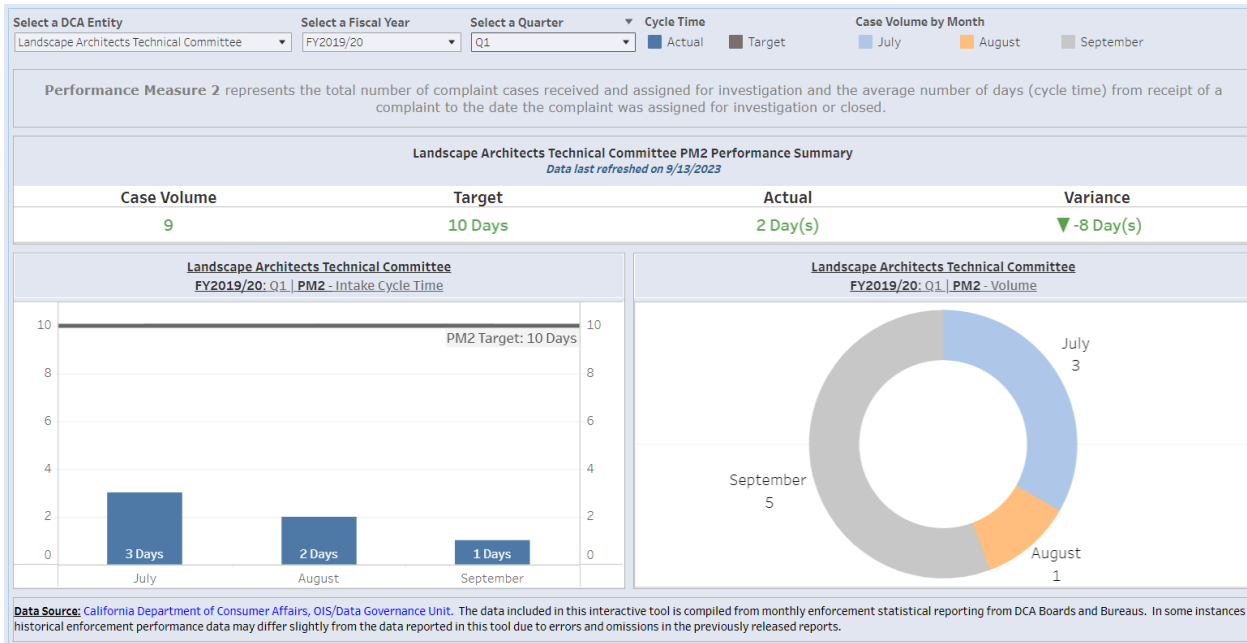 Select a DCA Entity
Select a Fiscal Year
Select a Quarter
Cycle Time
Case Volume by Month
Landscape Architects Technical Committee
FY2019/20
Q1
Actual
Target
July
August
September
Performance Measure 2 represents the total number of complaint cases received and assigned for investigation and the average number of days (cycle time) from receipt of a
complaint to the date the complaint was assigned for investigation or closed.
Landscape Architects Technical Committee PM2 Performance Summary
Data last refreshed on 9/13/2023
Case Volume
Target
Actual
Variance
9
10 Days
2 Day(s)
▼ -8 Day(s)
Landscape Architects Technical Committee
FY2019/20: Q1 | PM2 - Intake Cycle Time
10
8
6
4
2
0
PM2 Target: 10 Days
10
8
6
4
2
0
3 Days
2 Days
1 Days
July
August
September
Landscape Architects Technical Committee
FY2019/20: Q1 | PM2 - Volume
July
3
September
5
August
1
Data Source: California Department of Consumer Affairs, OIS/Data Governance Unit. The data included in this interactive tool is compiled from monthly enforcement statistical reporting from DCA Boards and Bureaus. In some instances
historical enforcement performance data may differ slightly from the data reported in this tool due to errors and omissions in the previously released reports.